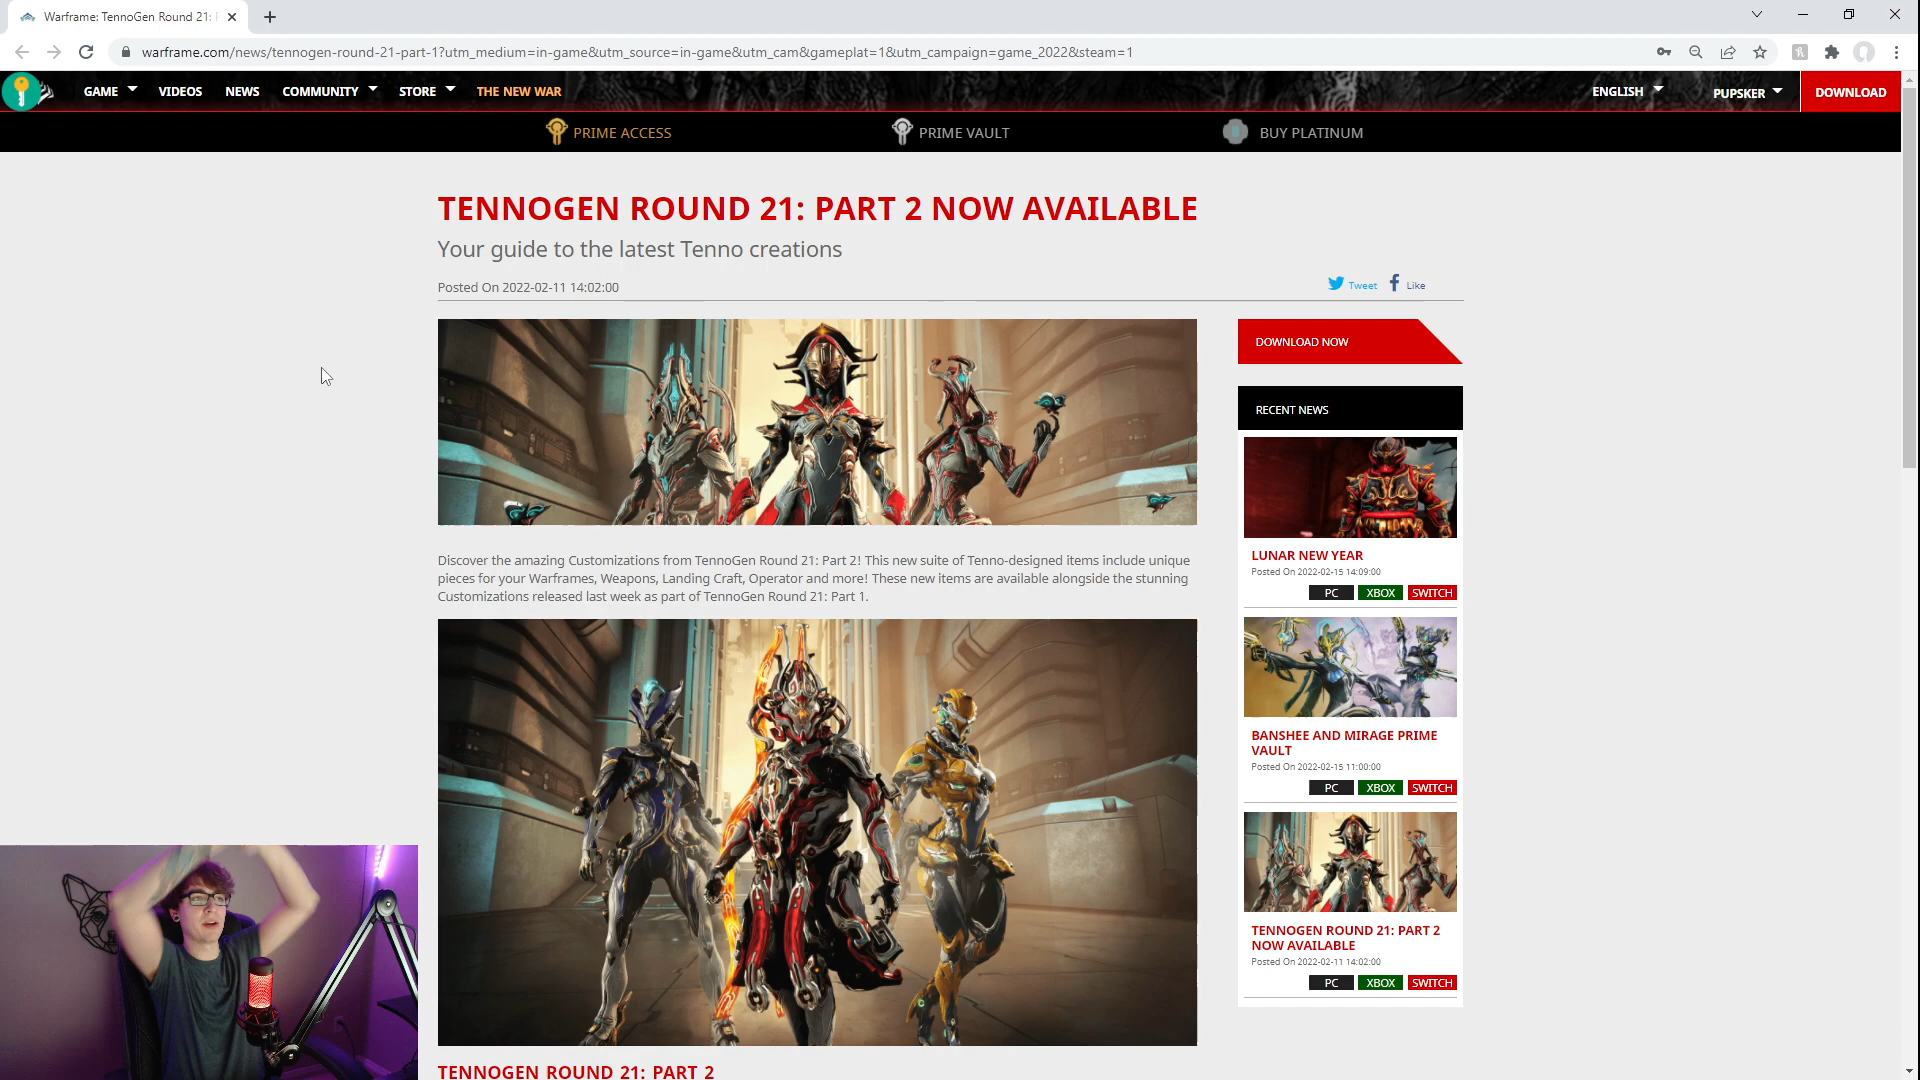 Warframe: TennoGen Round 21:
warframe.com/news/tennogen-round-21-part-1?utm_medium=in-game&utm_source=in-game&utm_cam&gameplat=1&utm_campaign=game_2022&steam=1
GAME VIDEOS NEWS COMMUNITY STORE THE NEW WAR ENGLISH PUPSKER DOWNLOAD
PRIME ACCESS PRIME VAULT BUY PLATINUM
TENNOGEN ROUND 21: PART 2 NOW AVAILABLE
Your guide to the latest Tenno creations
Posted On 2022-02-11 14:02:00
Tweet Like
DOWNLOAD NOW
RECENT NEWS
Discover the amazing Customizations from TennoGen Round 21: Part 2! This new suite of Tenno-designed items include unique
pieces for your Warframes, Weapons, Landing Craft, Operator and more! These new items are available alongside the stunning
Customizations released last week as part of TennoGen Round 21: Part 1.
LUNAR NEW YEAR
Posted On 2022-02-15 14:09:00
PC XBOX SWITCH
BANSHEE AND MIRAGE PRIME
VAULT
Posted On 2022-02-15 11:00:00
PC XBOX SWITCH
TENNOGEN ROUND 21: PART 2
NOW AVAILABLE
Posted On 2022-02-11 14:02:00
PC XBOX SWITCH
TENNOGEN ROUND 21: PART 2